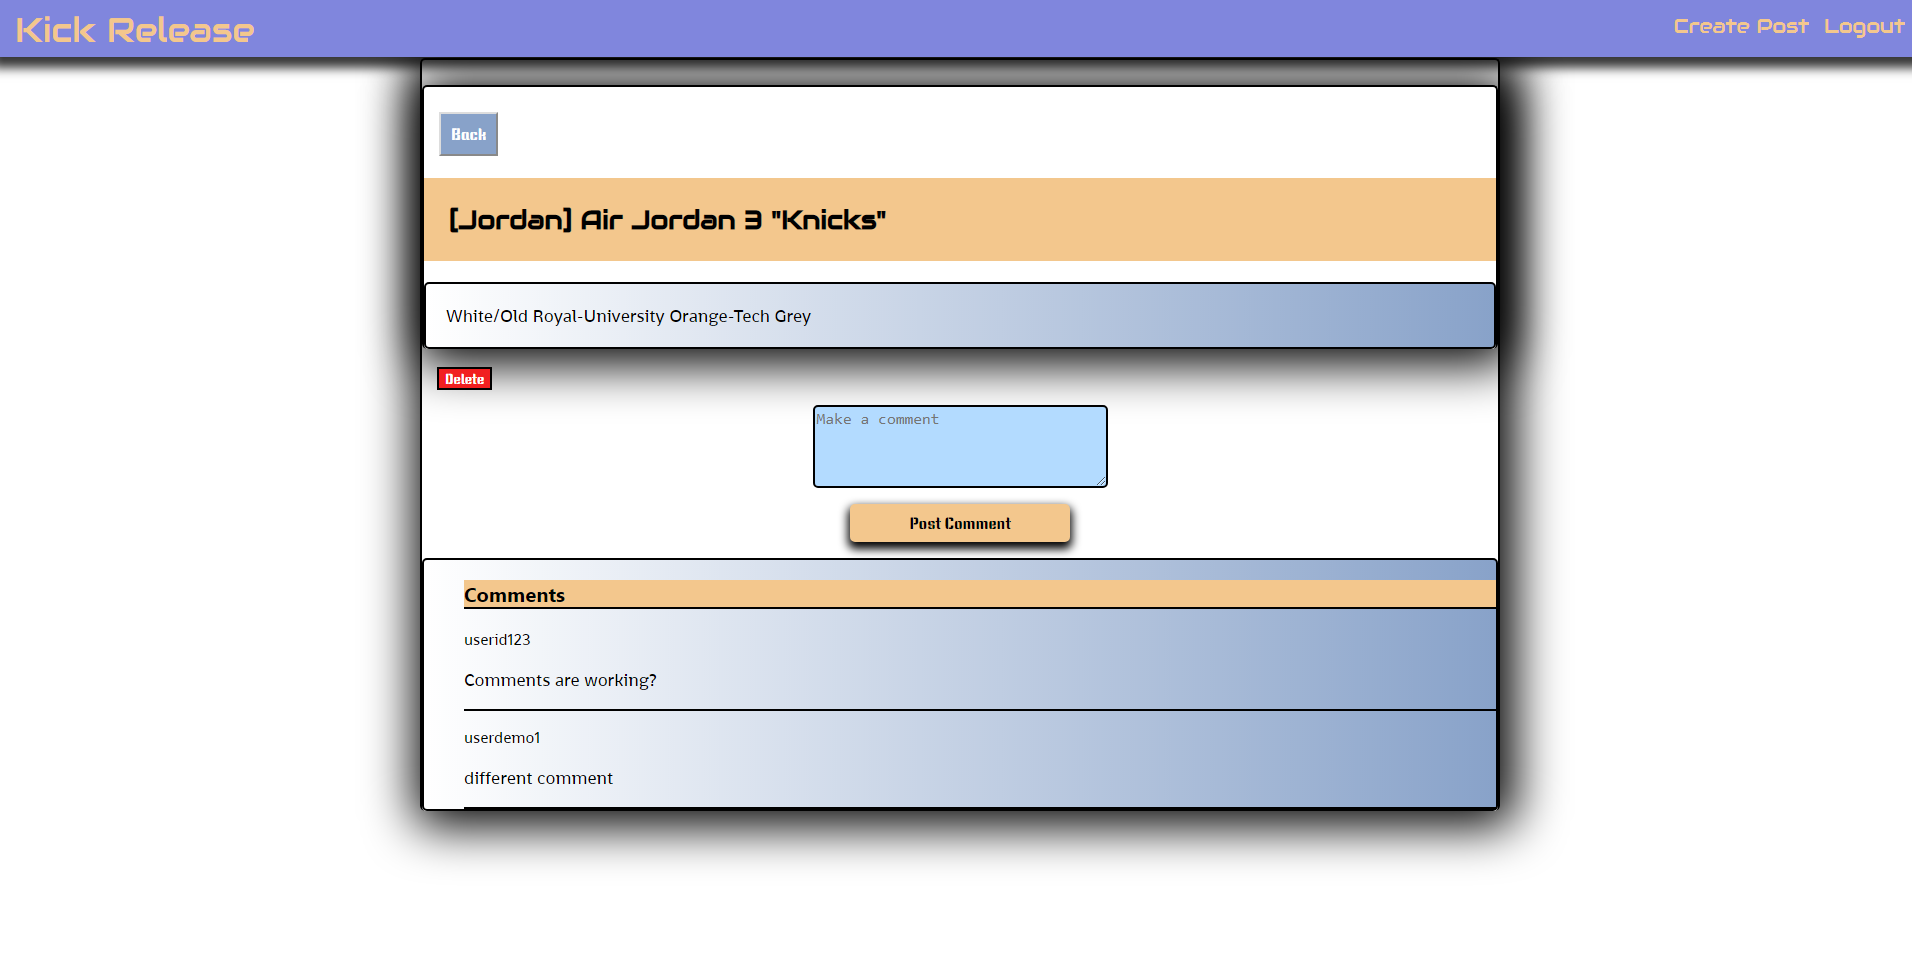 Kick Release
Create Post Logout
Back
[Jordan] Air Jordan 3 "Knicks"
White/Old Royal-University Orange-Tech Grey
Delete
Make a comment
Post Comment
Comments
userid123
Comments are working?
userdemo1
different comment